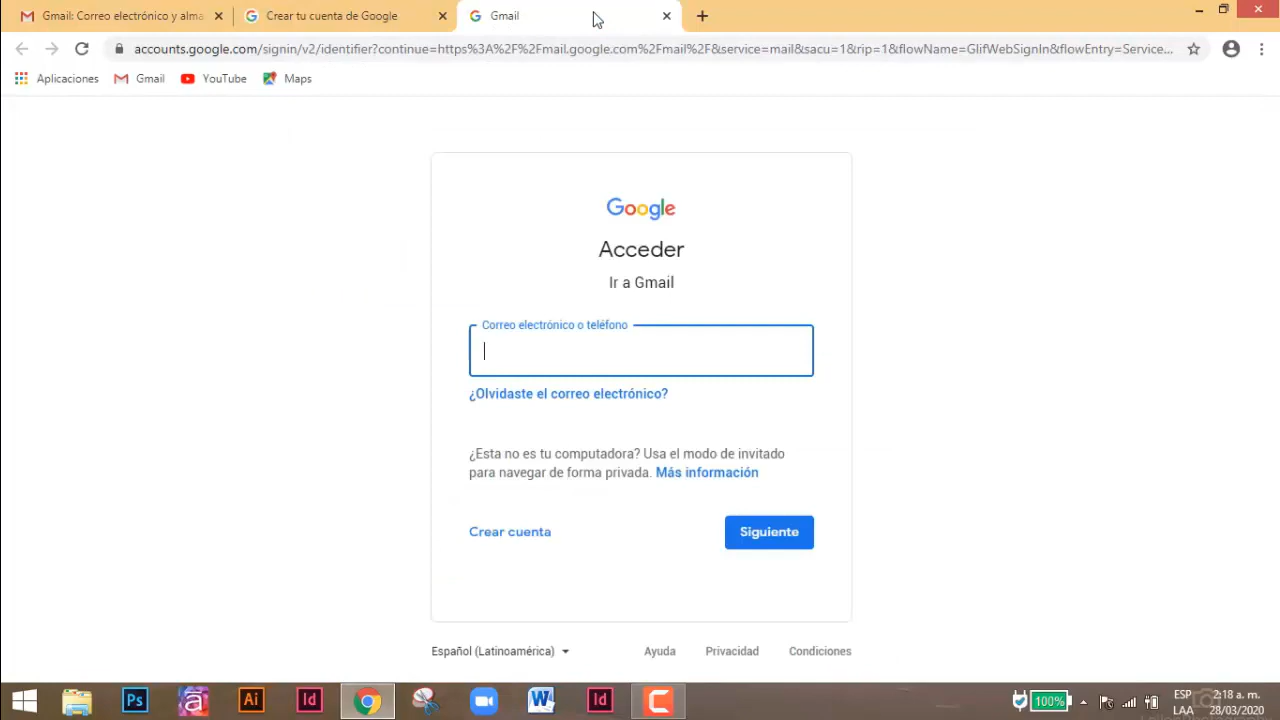 Gmail: Correo electrónico y alma
Crear tu cuenta de Google
Gmail
accounts.google.com/signin/v2/identifier?continue=https%3A%2F%2Fmail.google.com%2Fmail%2F&service=mail&sacu=1&rip=1&flowName=GlifWebSignIn&flowEntry=Service...
Aplicaciones
Gmail
YouTube
Maps
Google
Acceder
Ir a Gmail
Correo electrónico o teléfono
¿Olvidaste el correo electrónico?
¿Esta no es tu computadora? Usa el modo de invitado
para navegar de forma privada. Más información
Crear cuenta
Siguiente
Español (Latinoamérica)
Ayuda
Privacidad
Condiciones
Ps
Ai
Id
W
Id
C
100%
ESP
LAA
2:18 a. m.
28/03/2020